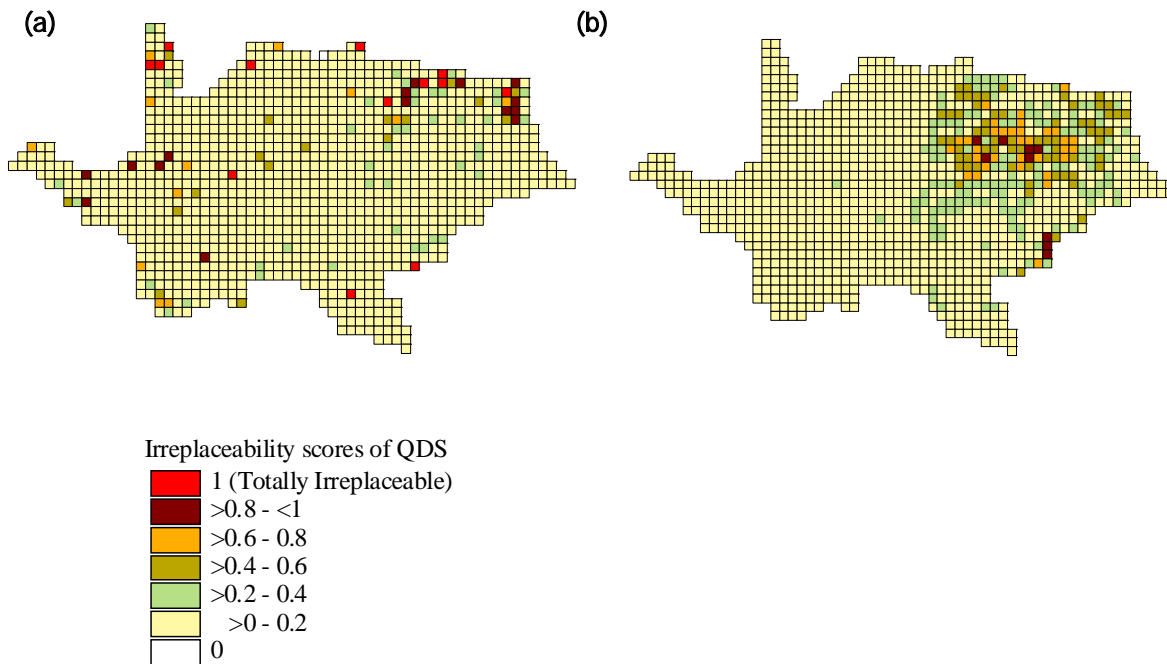 (a)
(b)
Irreplaceability scores of QDS
1 (Totally Irreplaceable)
>0.8 - <1
>0.6 - 0.8
>0.4 - 0.6
>0.2 - 0.4
>0 - 0.2
0